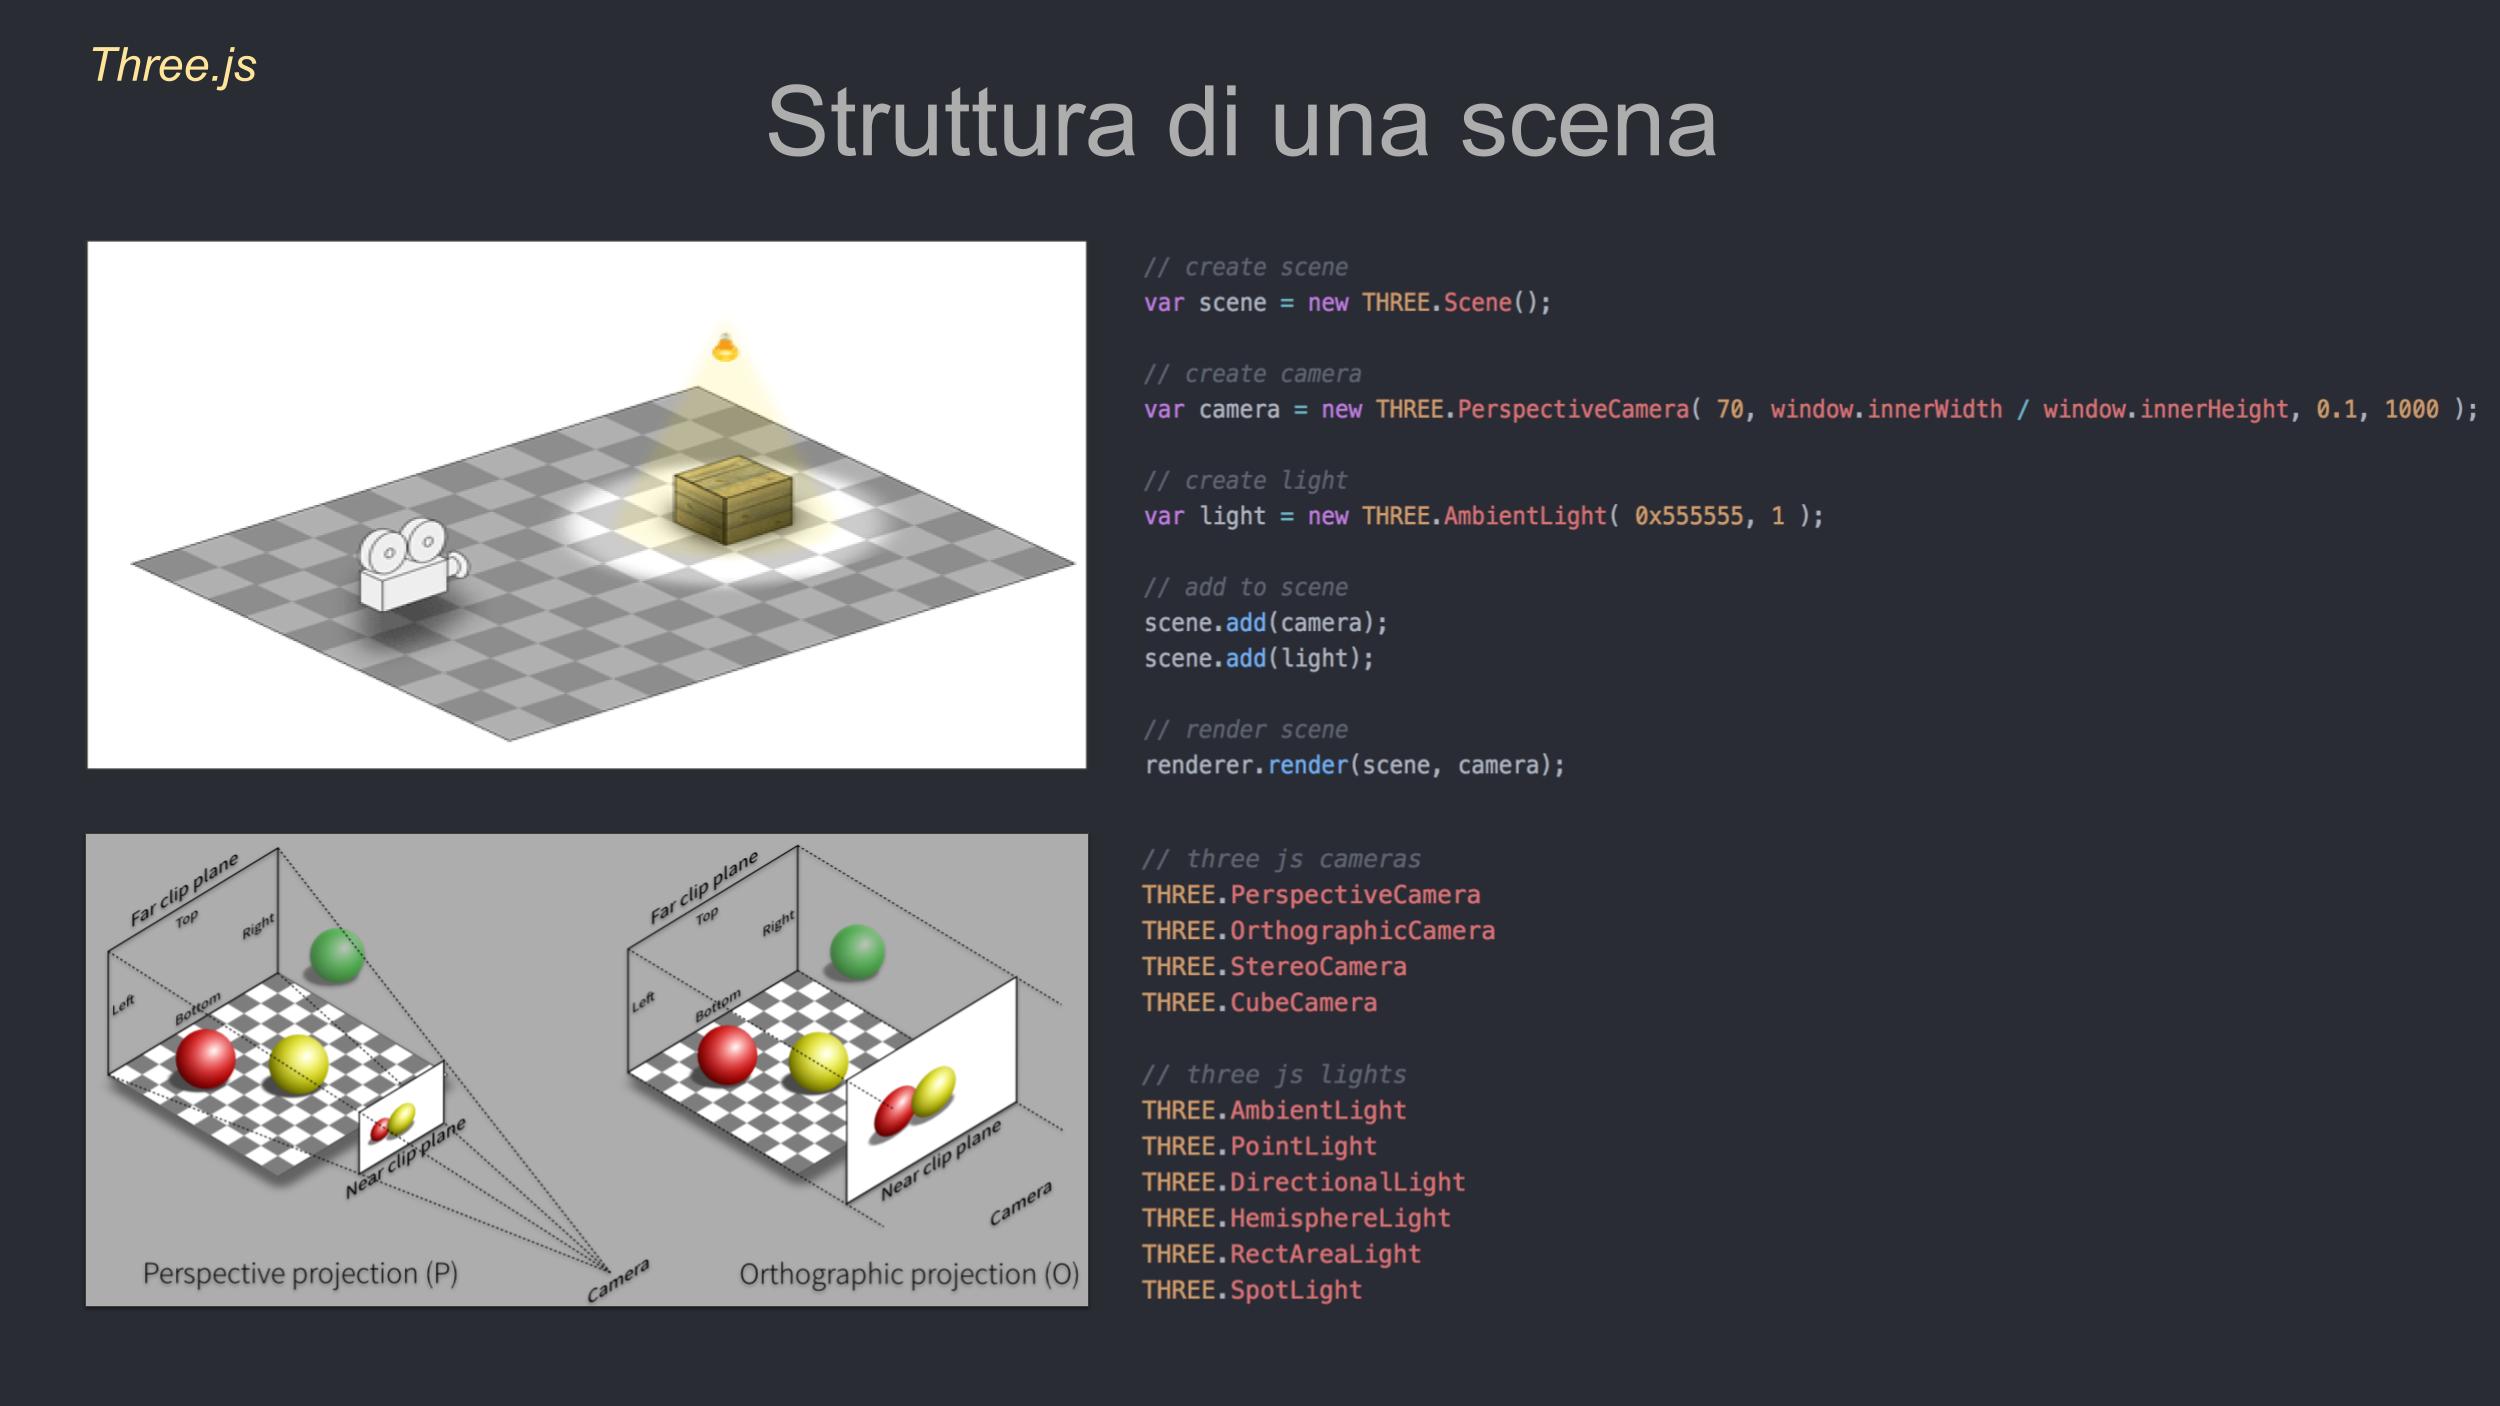 Three.js
Struttura di una scena
// create scene
var scene = new THREE.Scene();
// create camera
var camera = new THREE.PerspectiveCamera( 70, window.innerWidth / window.innerHeight, 0.1, 1000 );
// create light
var light = new THREE.AmbientLight( 0x555555, 1 );
// add to scene
scene.add(camera);
scene.add(light);
// render scene
renderer.render(scene, camera);
Far clip plane
Top
Right
Left
Bottom
Near clip plane
Camera
Perspective projection (P)
Far clip plane
Top
Right
Left
Bottom
Near clip plane
Camera
Orthographic projection (O)
// three js cameras
THREE.PerspectiveCamera
THREE.OrthographicCamera
THREE.StereoCamera
THREE.CubeCamera
// three js lights
THREE.AmbientLight
THREE.PointLight
THREE.DirectionalLight
THREE.HemisphereLight
THREE.RectAreaLight
THREE.SpotLight